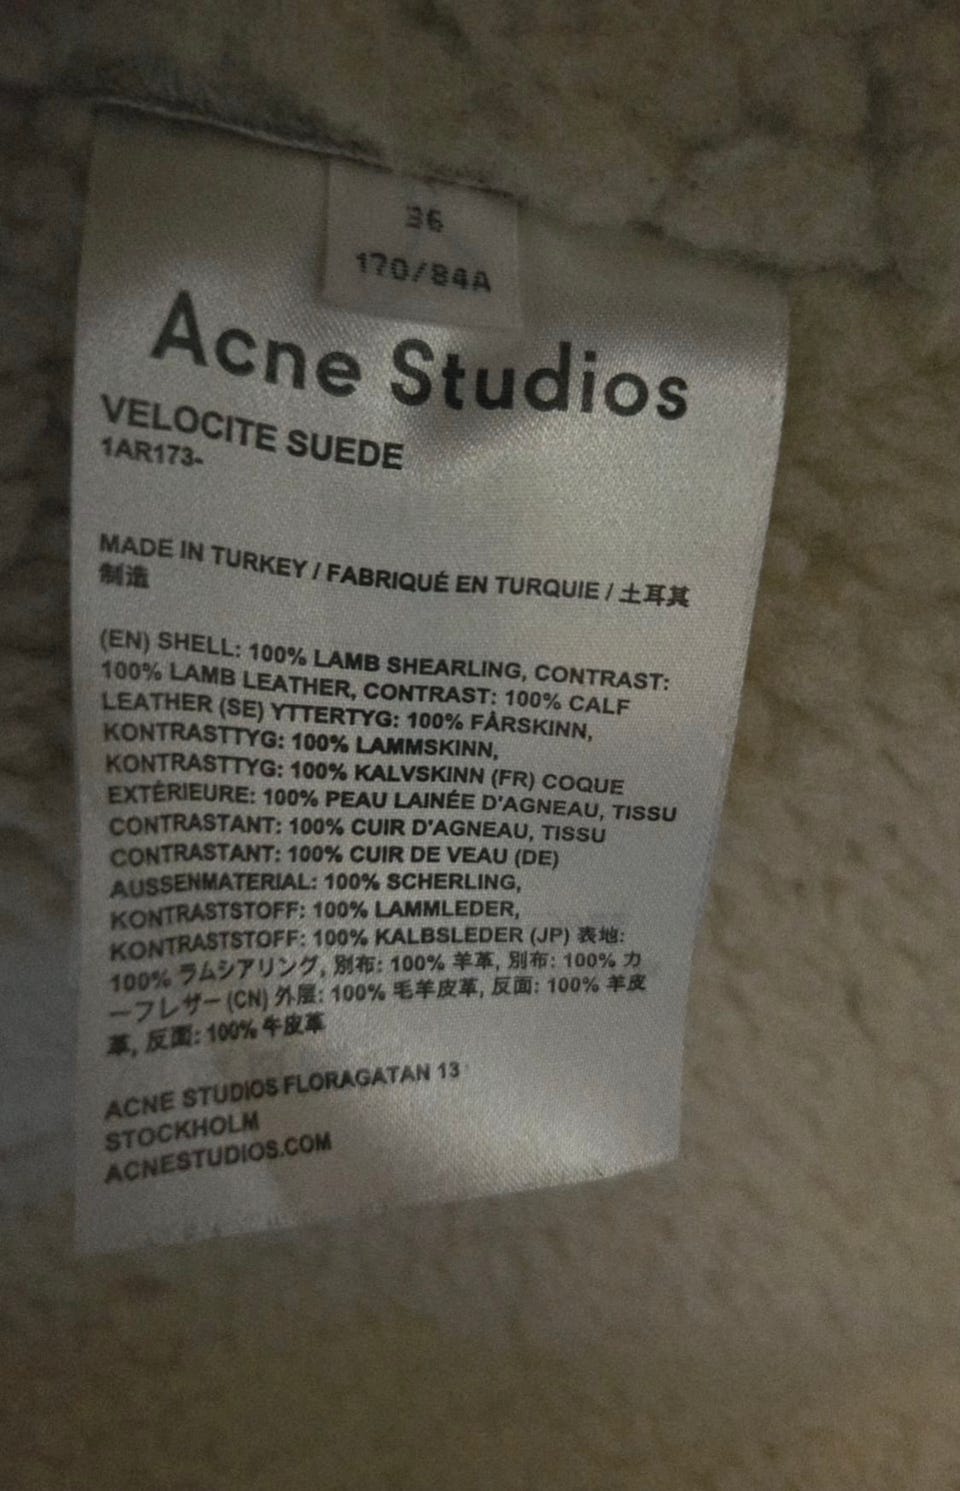 36
170/84A
Acne Studios
VELOCITE SUEDE
1AR173-
MADE IN TURKEY / FABRIQUÉ EN TURQUIE / 土耳其
制造
(EN) SHELL: 100% LAMB SHEARLING, CONTRAST:
100% LAMB LEATHER, CONTRAST: 100% CALF
LEATHER (SE) YTTERTYG: 100% FÅRSKINN,
KONTRASTTYG: 100% LAMMSKINN,
KONTRASTTYG: 100% KALVSKINN (FR) COQUE
EXTÉRIEURE: 100% PEAU LAINÉE D'AGNEAU, TISSU
CONTRASTANT: 100% CUIR D'AGNEAU, TISSU
CONTRASTANT: 100% CUIR DE VEAU (DE)
AUSSENMATERIAL: 100% SCHERLING,
KONTRASTSTOFF: 100% LAMMLEDER,
KONTRASTSTOFF: 100% KALBSLEDER (JP) 表地:
100% ラムシアリング, 別布: 100% 羊革, 別布: 100% カ
ーフレザー (CN) 外层: 100% 毛羊皮革, 反面: 100% 羊皮
革, 反面: 100% 牛皮革
ACNE STUDIOS FLORAGATAN 13
STOCKHOLM
ACNESTUDIOS.COM